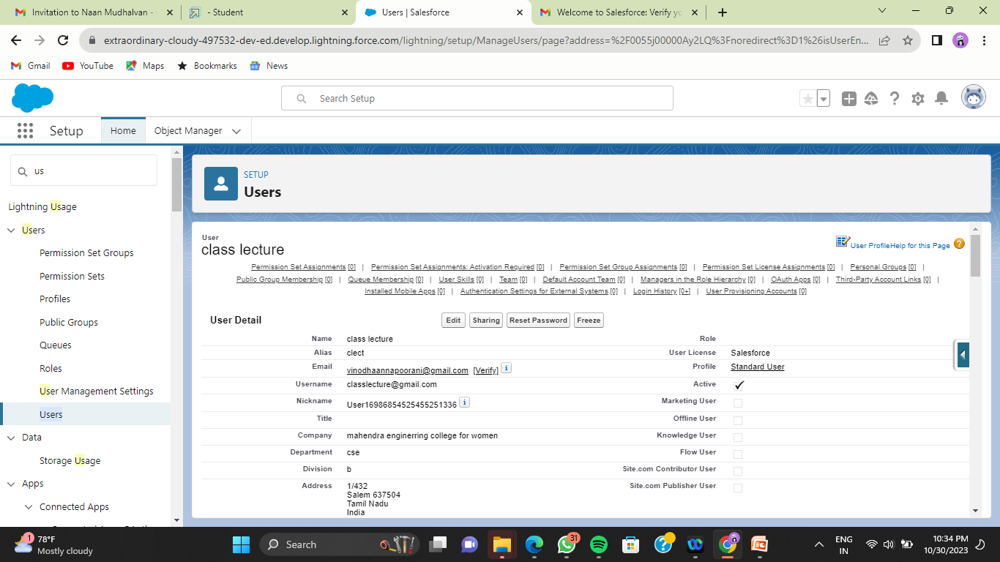 Invitation to Naan Mudhalvan -
- Student
Users | Salesforce
Welcome to Salesforce: Verify yo
extraordinary-cloudy-497532-dev-ed.develop.lightning.force.com/lightning/setup/ManageUsers/page?address=%2F0055j00000Ay2LQ%3Fnoredirect%3D1%26isUserEn...
Gmail
YouTube
Maps
Bookmarks
News
Search Setup
Setup
Home
Object Manager
us
Lightning Usage
Users
Permission Set Groups
Permission Sets
Profiles
Public Groups
Queues
Roles
User Management Settings
Users
Data
Storage Usage
Apps
Connected Apps
SETUP
Users
User
class lecture
User Profile Help for this Page
Permission Set Assignments [0] | Permission Set Assignments: Activation Required [0] | Permission Set Group Assignments [0] | Permission Set License Assignments [0] | Personal Groups [0] |
Public Group Membership [0] | Queue Membership [0] | User Skills [0] | Team [0] | Default Account Team [0] | Managers in the Role Hierarchy [0] | OAuth Apps [0] | Third-Party Account Links [0] |
Installed Mobile Apps [0] | Authentication Settings for External Systems [0] | Login History [0+] | User Provisioning Accounts [0]
User Detail
Edit
Sharing
Reset Password
Freeze
Name class lecture
Role
Alias clect
User License Salesforce
Email vinodhaannapoorani@gmail.com [Verify] i
Profile Standard User
Username classlecture@gmail.com
Active
Nickname User16986854525455251336 i
Marketing User
Title
Offline User
Company mahendra enginerring college for women
Knowledge User
Department cse
Flow User
Division b
Site.com Contributor User
Address 1/432
Salem 637504
Tamil Nadu
India
Site.com Publisher User
1
78°F
Mostly cloudy
Search
31
ENG
IN
10:34 PM
10/30/2023